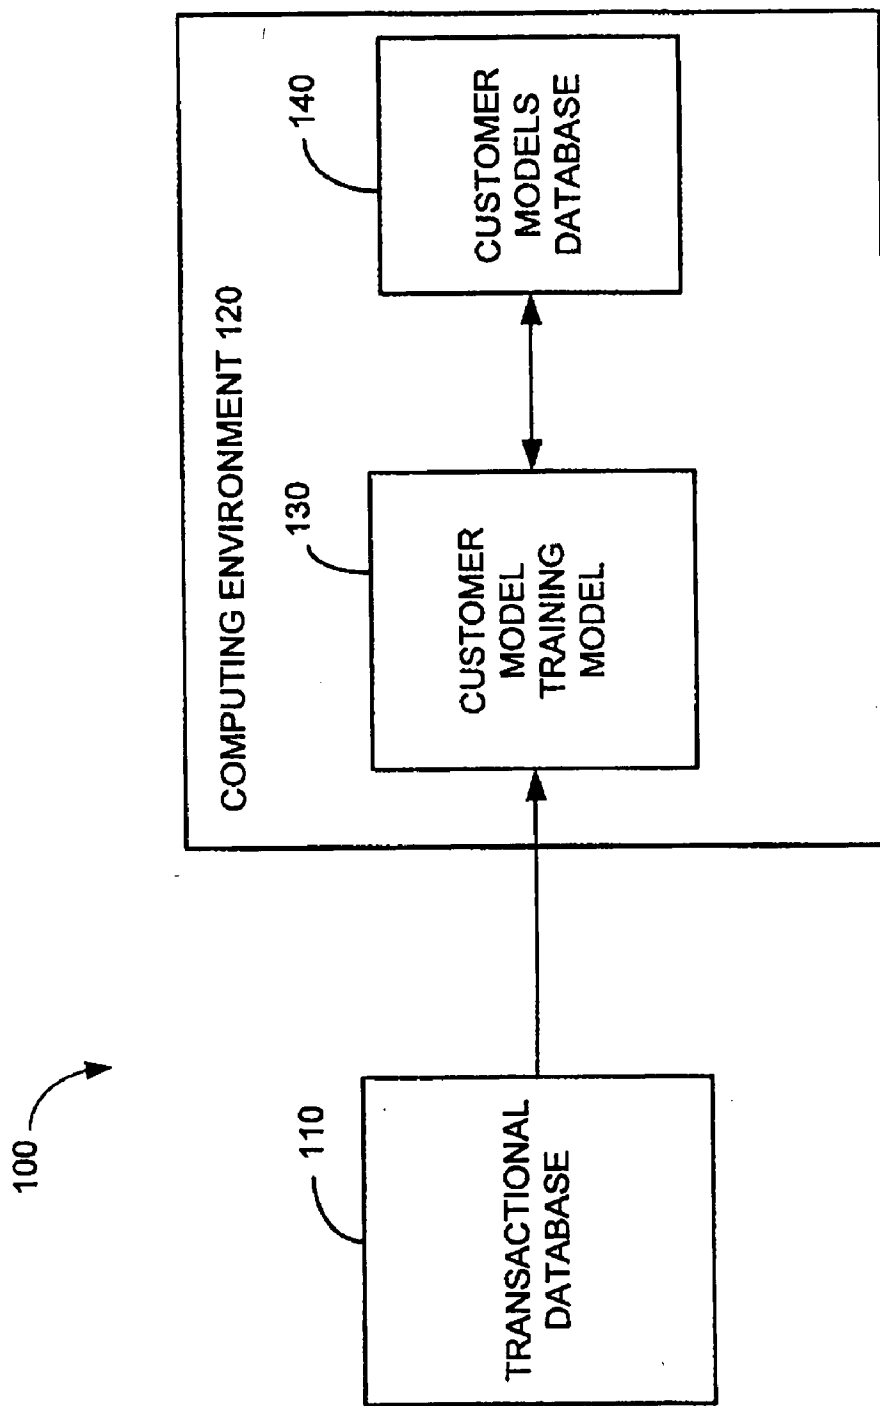 100
110
TRANSACTIONAL
DATABASE
COMPUTING ENVIRONMENT 120
130
CUSTOMER
MODEL
TRAINING
MODEL
140
CUSTOMER
MODELS
DATABASE